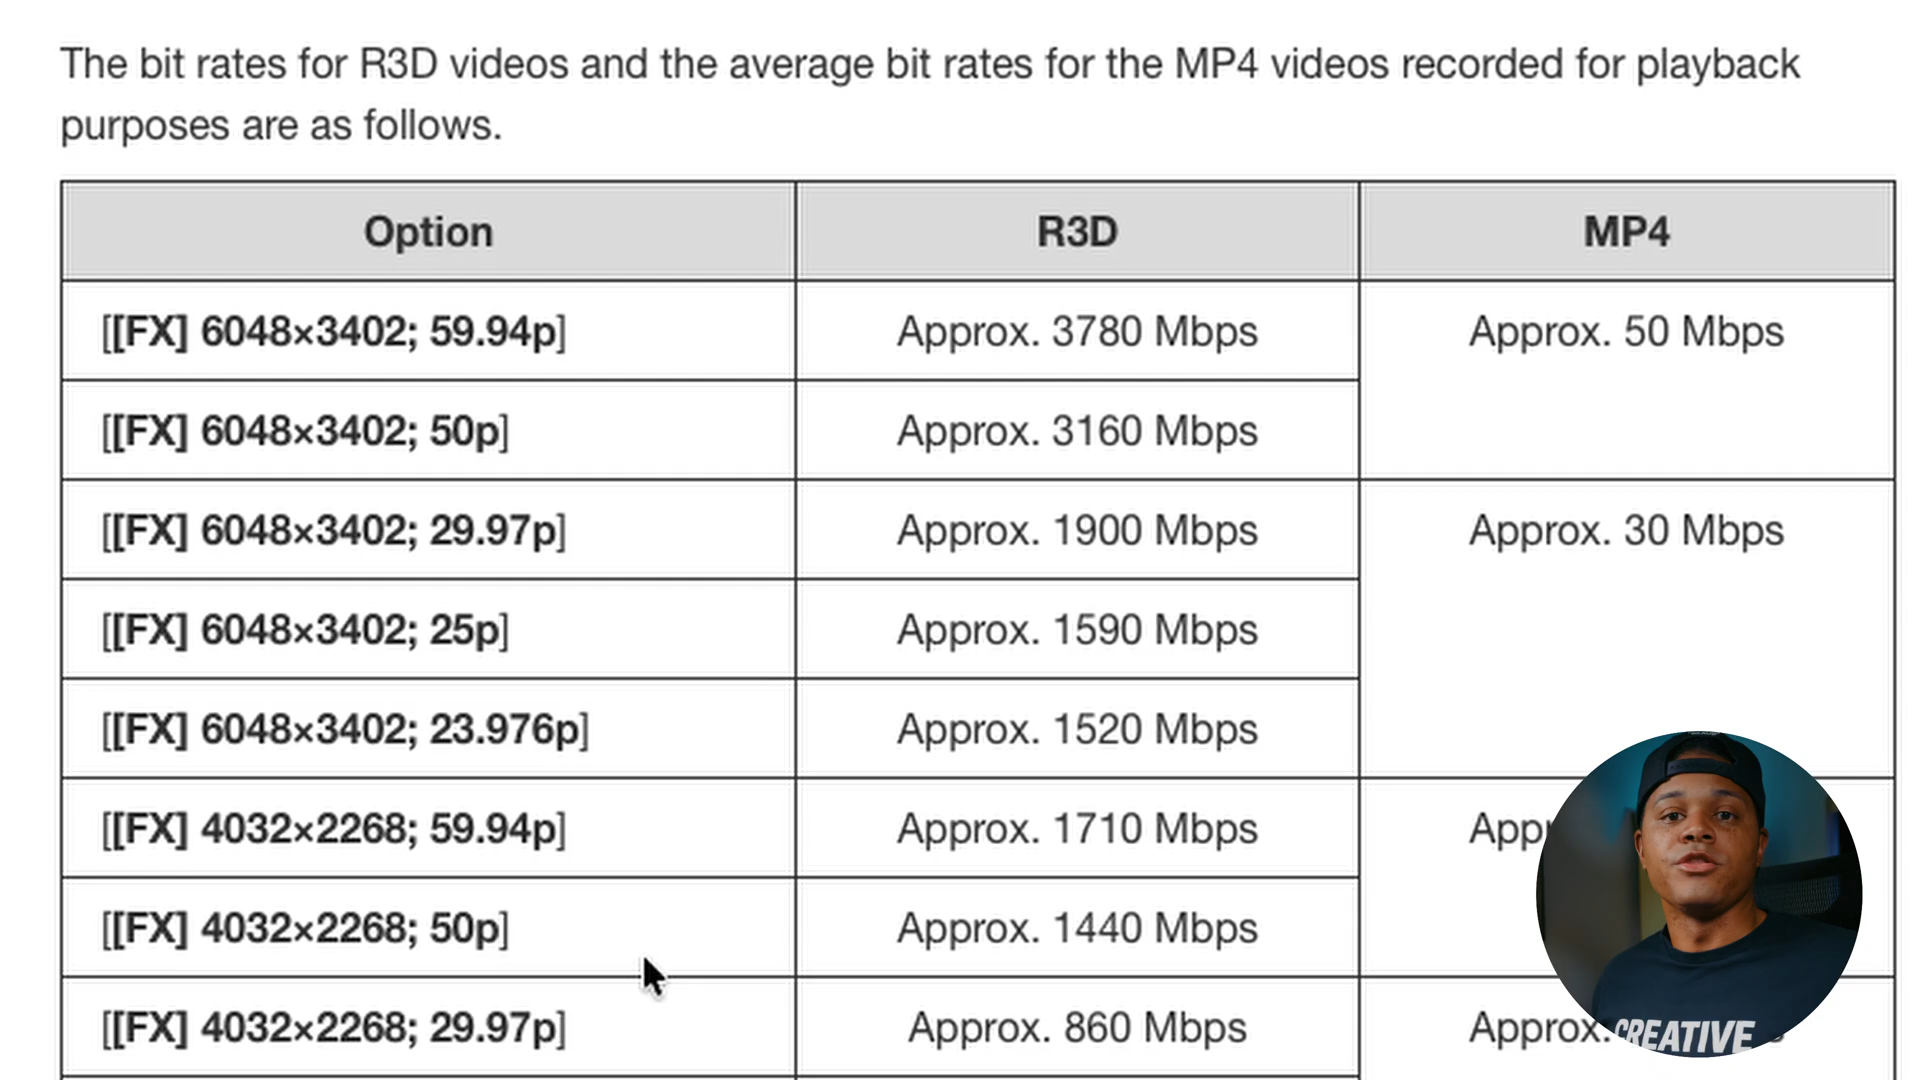 The bit rates for R3D videos and the average bit rates for the MP4 videos recorded for playback
purposes are as follows.
Option R3D MP4
[[FX] 6048×3402; 59.94p] Approx. 3780 Mbps Approx. 50 Mbps
[[FX] 6048×3402; 50p] Approx. 3160 Mbps
[[FX] 6048×3402; 29.97p] Approx. 1900 Mbps Approx. 30 Mbps
[[FX] 6048×3402; 25p] Approx. 1590 Mbps
[[FX] 6048×3402; 23.976p] Approx. 1520 Mbps
[[FX] 4032×2268; 59.94p] Approx. 1710 Mbps
[[FX] 4032×2268; 50p] Approx. 1440 Mbps
[[FX] 4032×2268; 29.97p] Approx. 860 Mbps Approx.
CREATIVE